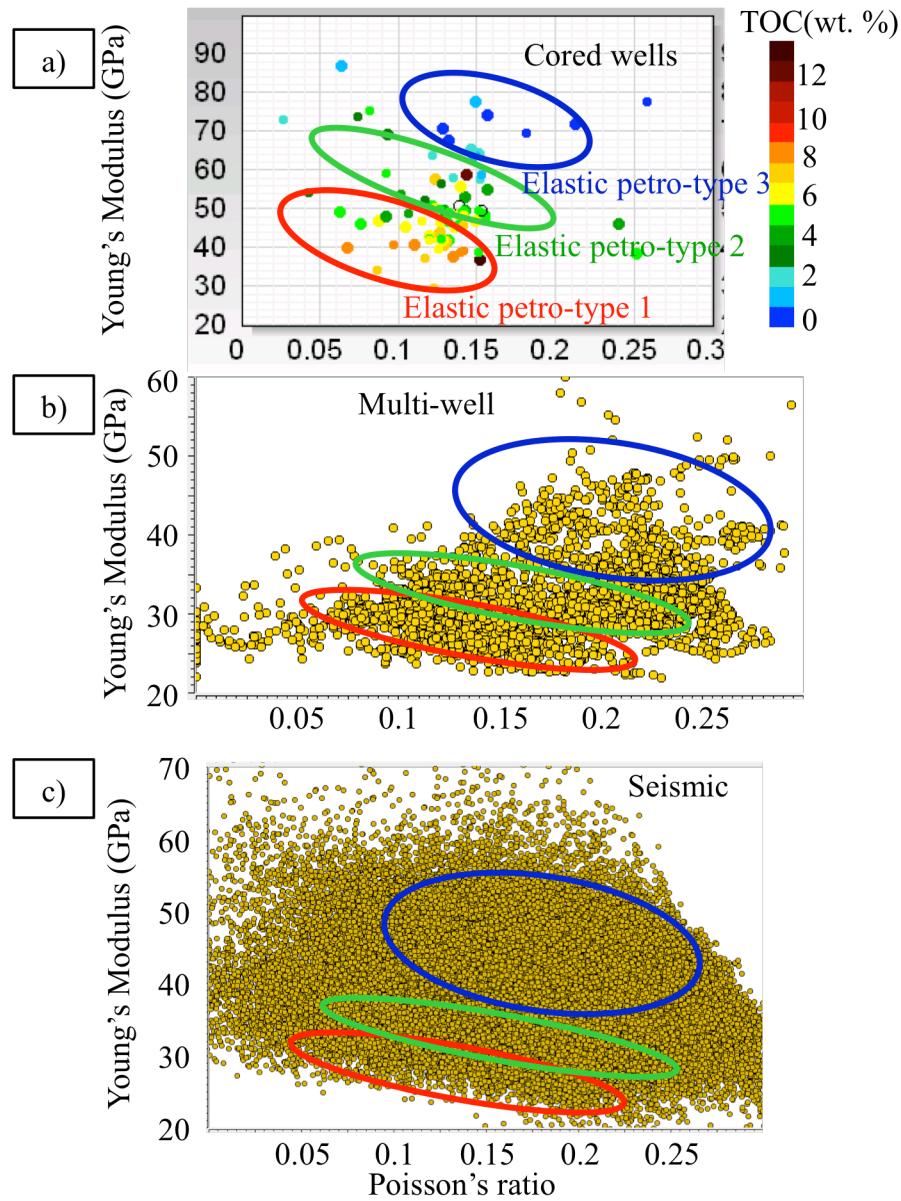 TOC(wt. %)
a)
Young's Modulus (GPa)
Cored wells
90
80
70
60
50
40
30
20
12
10
8
6
4
2
0
Elastic petro-type 3
Elastic petro-type 2
Elastic petro-type 1
0 0.05 0.1 0.15 0.2 0.25 0.3
b)
Young's Modulus (GPa)
Multi-well
60
50
40
30
20
0.05 0.1 0.15 0.2 0.25
c)
Young's Modulus (GPa)
Seismic
70
60
50
40
30
20
0.05 0.1 0.15 0.2 0.25
Poisson's ratio